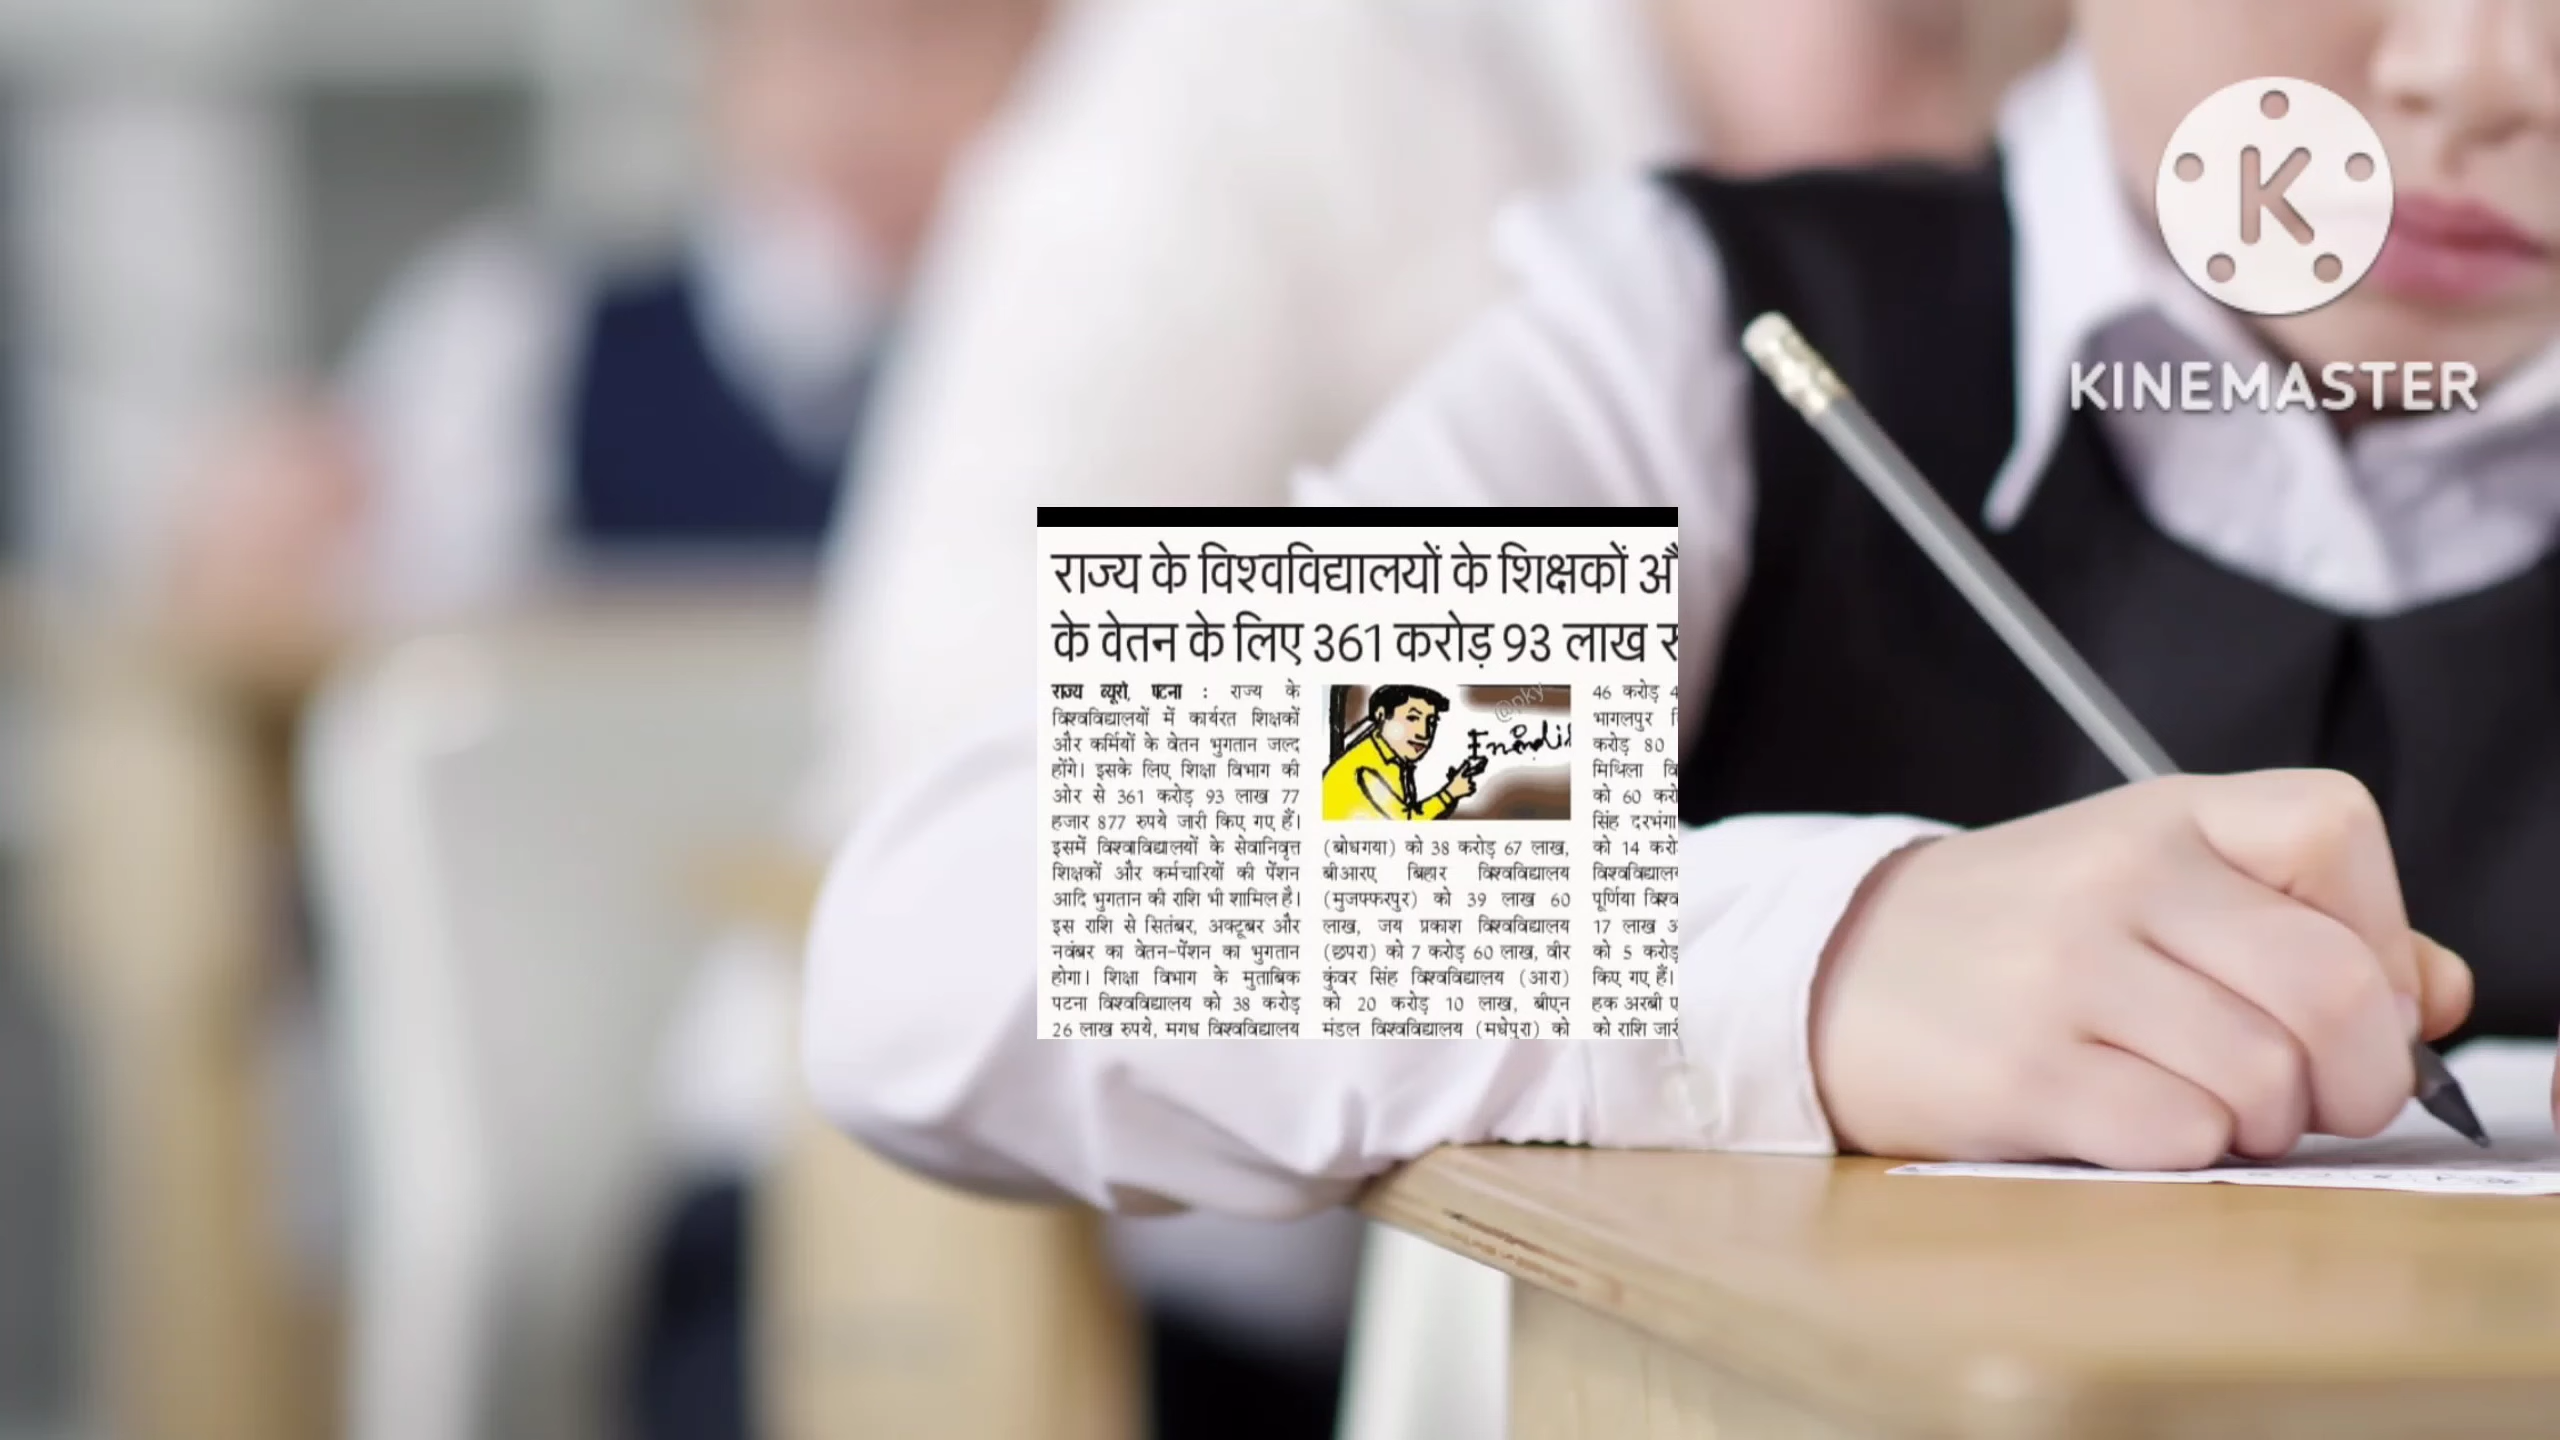 राज्य के विश्वविद्यालयों के शिक्षकों औ
के वेतन के लिए 361 करोड़ 93 लाख रु
राज्य ब्यूरो, पटना : राज्य के
विश्वविद्यालयों में कार्यरत शिक्षकों
और कर्मियों के वेतन भुगतान जल्द
होंगे। इसके लिए शिक्षा विभाग की
ओर से 361 करोड़ 93 लाख 77
हजार 877 रुपये जारी किए गए हैं।
इसमें विश्वाविद्यालयों के सेवानिवृत्त
शिक्षकों और कर्मचारियों की पेंशन
आदि भुगतान की राशि भी शामिल है।
इस राशि से सितंबर, अक्टूबर और
नवंबर का वेतन-पेंशन का भुगतान
होगा। शिक्षा विभाग के मुताबिक
पटना विश्वविद्यालय को 38 करोड़
26 लाख रुपये, मगध विश्वविद्यालय
@pky
(बोधगया) को 38 करोड़ 67 लाख,
बीआरए बिहार विश्वविद्यालय
(मुजफ्फरपुर) को 39 लाख 60
लाख, जय प्रकाश विश्वविद्यालय
(छपरा) को 7 करोड़ 60 लाख, वीर
कुंवर सिंह विश्वविद्यालय (आरा)
को 20 करोड़ 10 लाख, बीएन
मंडल विश्वविद्यालय (मधेपुरा) को
46 करोड़ 4
भागलपुर वि
करोड़ 80
मिथिला वि
को 60 करो
सिंह दरभंगा
को 14 करो
विश्वविद्यालय
पूर्णिया विश्व
17 लाख अ
को 5 करोड़
किए गए हैं।
हक अरबी ए
को राशि जारी
K
KINEMASTER